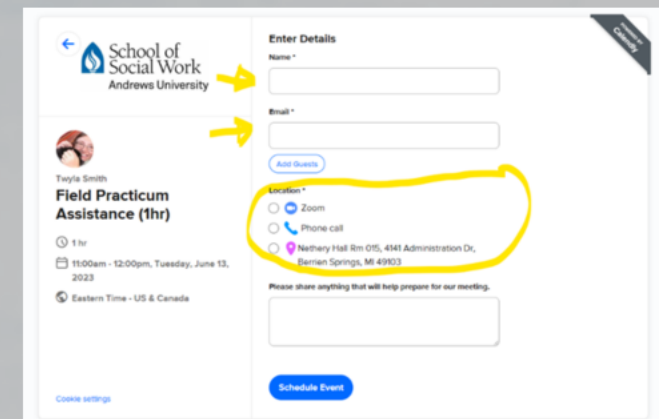 School of
Social Work
Andrews University
Twyla Smith
Field Practicum
Assistance (1hr)
1 hr
11:00am - 12:00pm, Tuesday, June 13,
2023
Eastern Time - US & Canada
Cookie settings
Enter Details
Name *
Email *
Add Guests
Location *
Zoom
Phone call
Nethery Hall Rm 015, 4141 Administration Dr,
Berrien Springs, MI 49103
Please share anything that will help prepare for our meeting.
Schedule Event
POWERED BY
Calendly